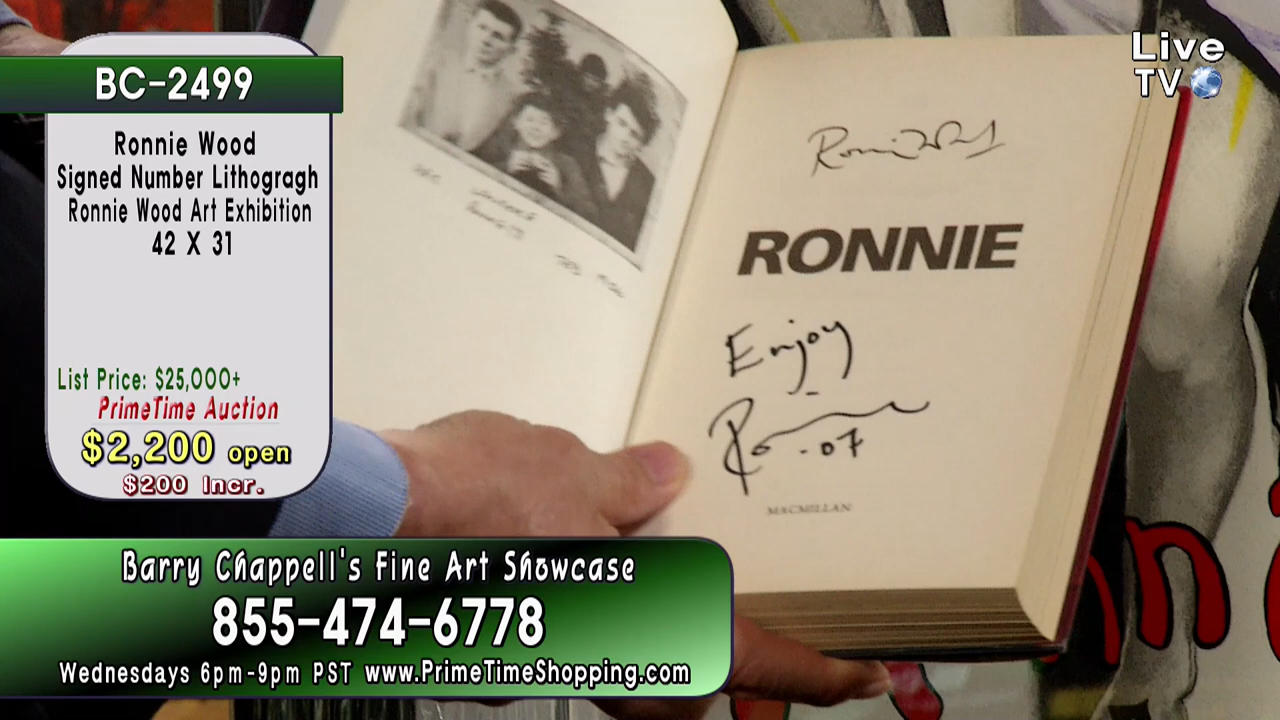 BC-2499
Ronnie Wood
Signed Number Lithogragh
Ronnie Wood Art Exhibition
42 X 31
List Price: $25,000+
PrimeTime Auction
$2,200 open
$200 Incr.
Live
TV
RONNIE
Enjoy
.07
MACMILLAN
Barry Chappell's Fine Art Showcase
855-474-6778
Wednesdays 6pm-9pm PST www.PrimeTimeShopping.com